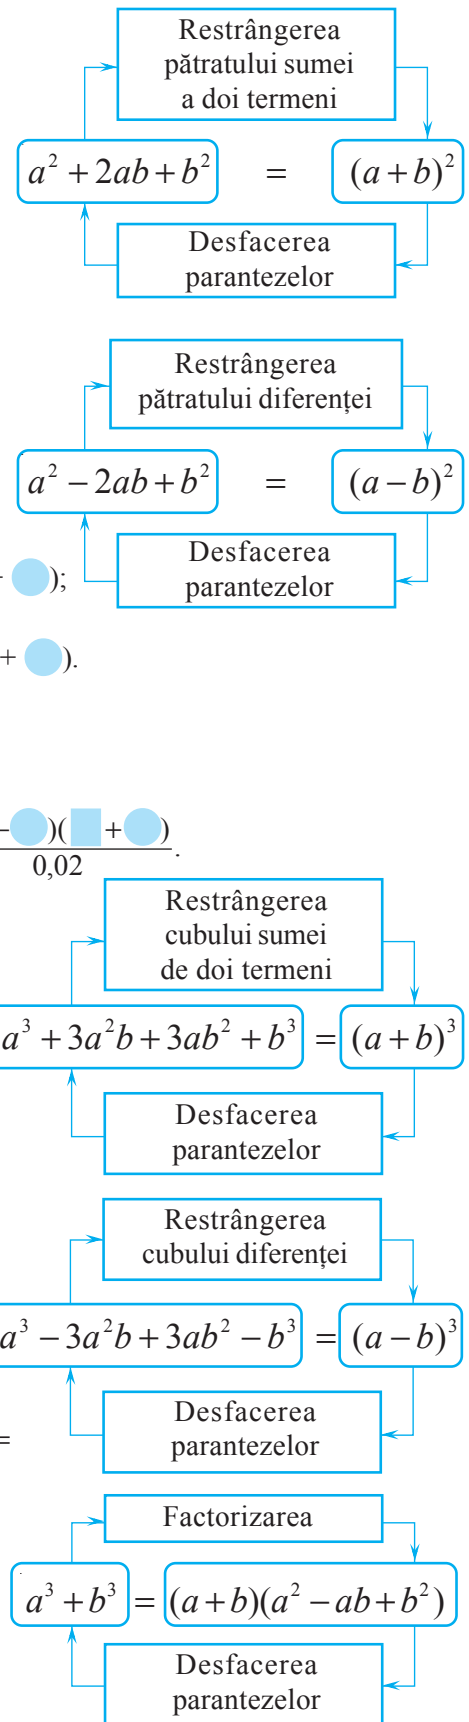 Restrângerea
pătratului sumei
a doi termeni
a² + 2ab + b² = (a + b)²
Desfacerea
parantezelor
Restrângerea
pătratului diferenței
a² − 2ab + b² = (a − b)²
Desfacerea
parantezelor
);
+ ).
− )( + )
0,02 .
Restrângerea
cubului sumei
de doi termeni
a³ + 3a²b + 3ab² + b³ = (a + b)³
Desfacerea
parantezelor
Restrângerea
cubului diferenței
a³ − 3a²b + 3ab² − b³ = (a − b)³
Desfacerea
=
parantezelor
Factorizarea
a³ + b³ = (a + b)(a² − ab + b²)
Desfacerea
parantezelor